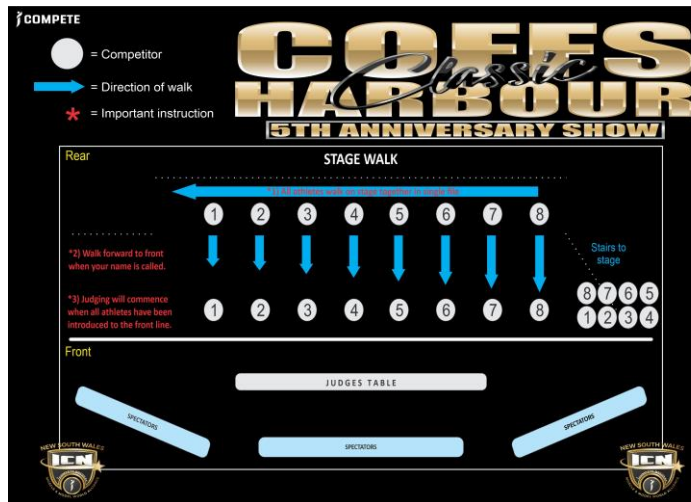 COMPETE
= Competitor
= Direction of walk
* = Important instruction
COFFS
Classic
HARBOUR
5TH ANNIVERSARY SHOW
Rear
STAGE WALK
*1) All athletes walk on stage together in single file
1 2 3 4 5 6 7 8
*2) Walk forward to front
when your name is called.
Stairs to
stage
*3) Judging will commence
when all athletes have been
introduced to the front line.
1 2 3 4 5 6 7 8
8 7 6 5
1 2 3 4
Front
JUDGES TABLE
SPECTATORS
SPECTATORS
SPECTATORS
NEW SOUTH WALES
ICN
NEW SOUTH WALES
ICN